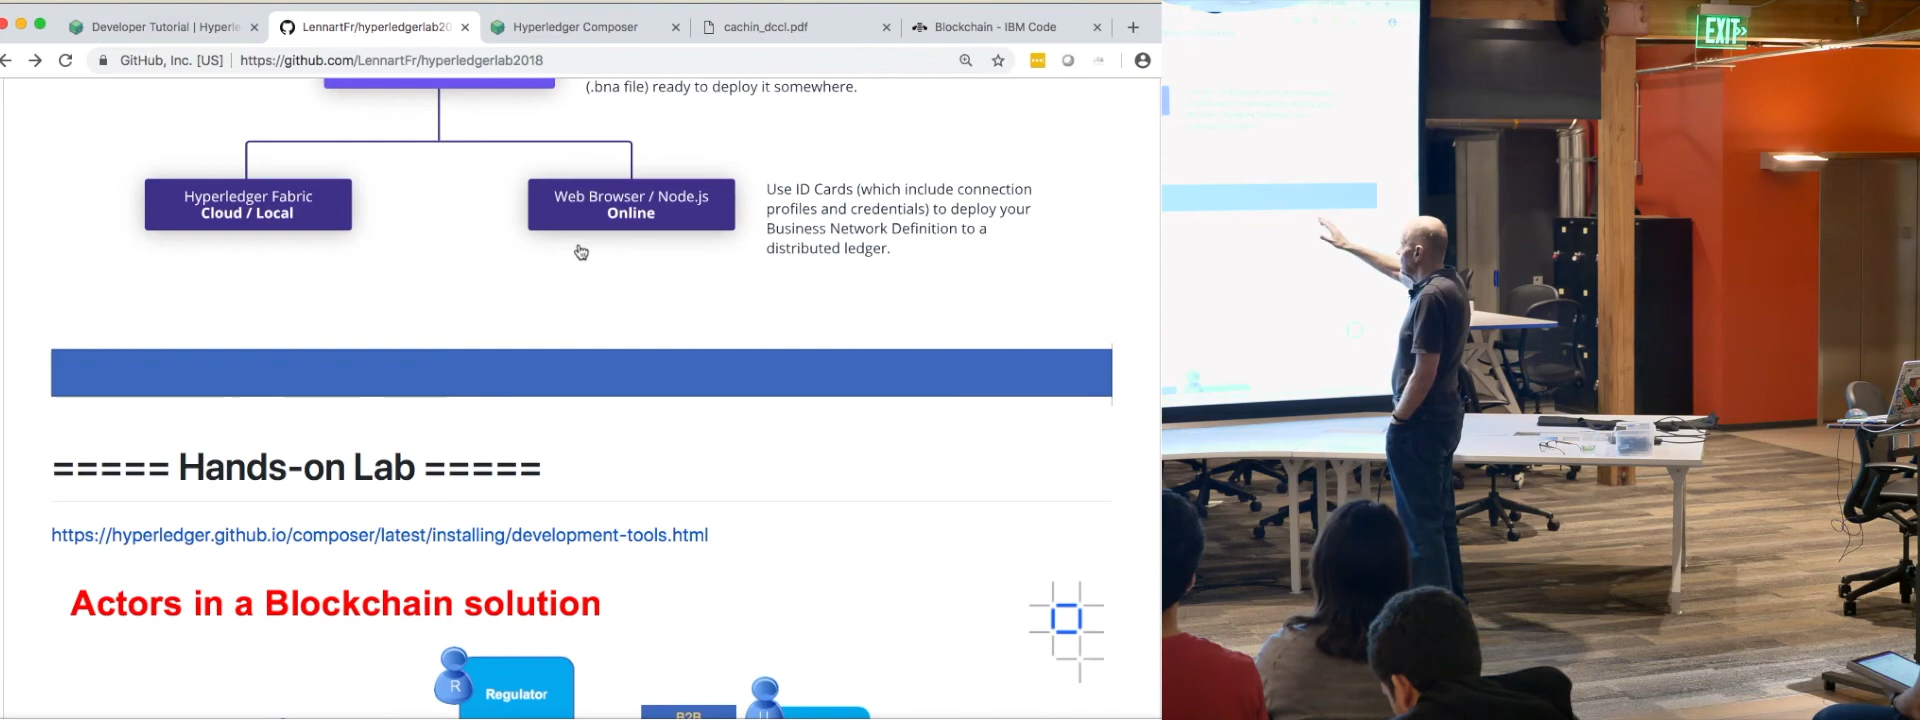 Developer Tutorial | Hyperle
LennartFr/hyperledgerlab20
Hyperledger Composer
cachin_dccl.pdf
Blockchain - IBM Code
GitHub, Inc. [US]
https://github.com/LennartFr/hyperledgerlab2018
(.bna file) ready to deploy it somewhere.
Hyperledger Fabric
Cloud / Local
Web Browser / Node.js
Online
Use ID Cards (which include connection
profiles and credentials) to deploy your
Business Network Definition to a
distributed ledger.
===== Hands-on Lab =====
https://hyperledger.github.io/composer/latest/installing/development-tools.html
Actors in a Blockchain solution
R
Regulator
B2B
U
EXIT